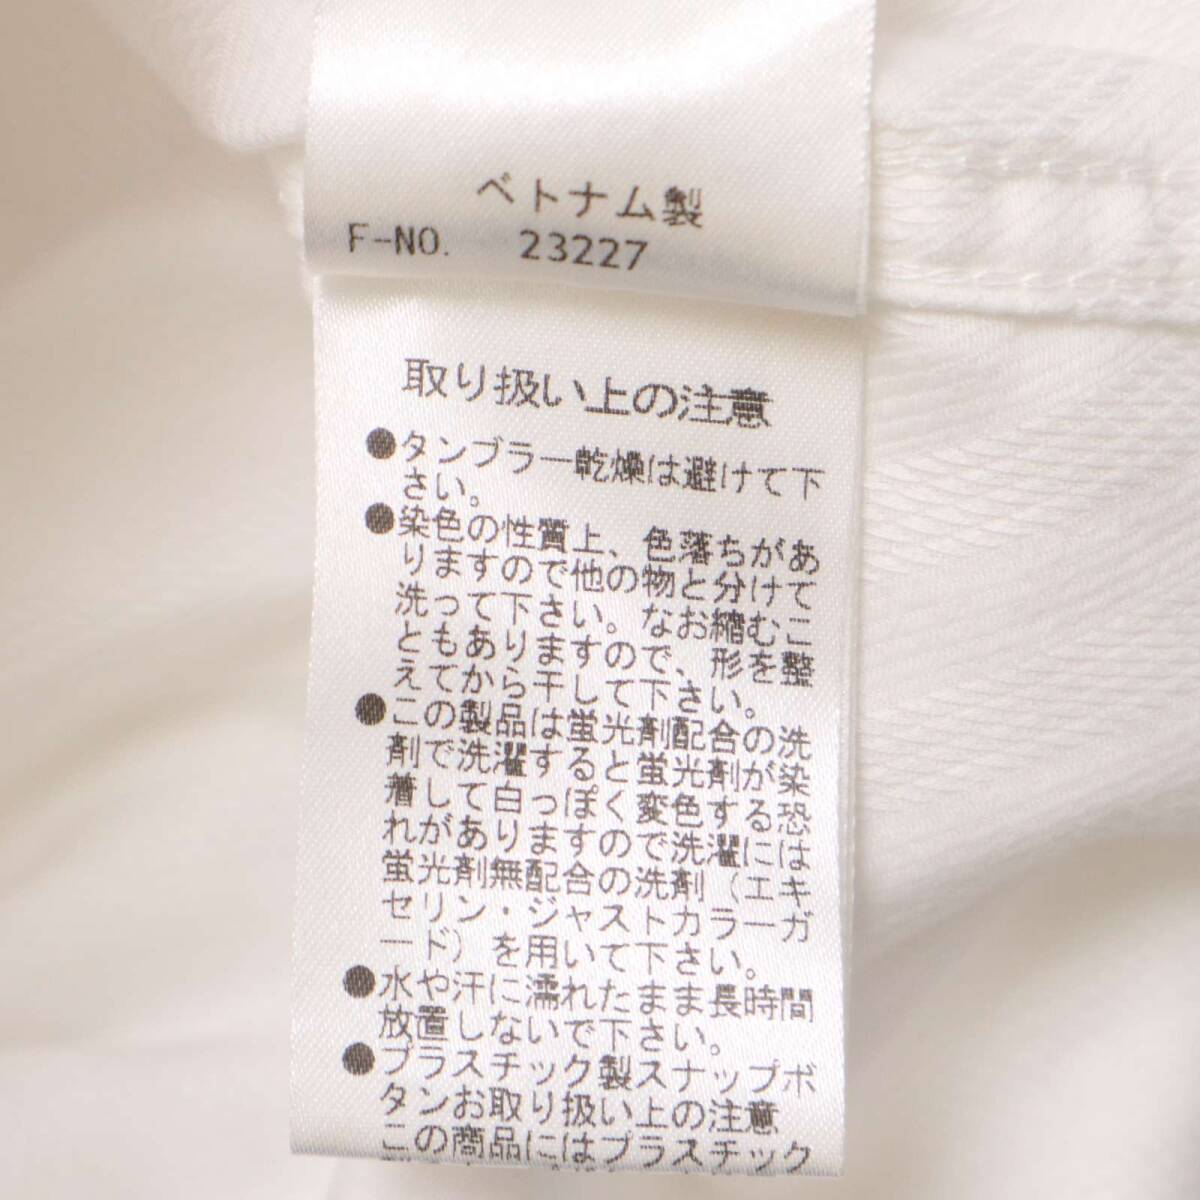 ベトナム製
F-NO. 23227
取り扱い上の注意
●タンブラー乾燥は避けて下
さい。
●染色の性質上、色落ちがあ
りますので他の物と分けて
洗って下さい。なお縮むこ
ともありますので、形を整
えてから干して下さい。
●この製品は蛍光剤配合の洗
剤で洗濯すると蛍光剤が染
着して白っぽく変色する恐
れがありますので洗濯には
蛍光剤無配合の洗剤(エキ
セリン・ジャストカラーガ
ード)を用いて下さい。
●水や汗に濡れたまま長時間
放置しないで下さい。
●プラスチック製スナップボ
タンお取り扱い上の注意
この商品にはプラスチック